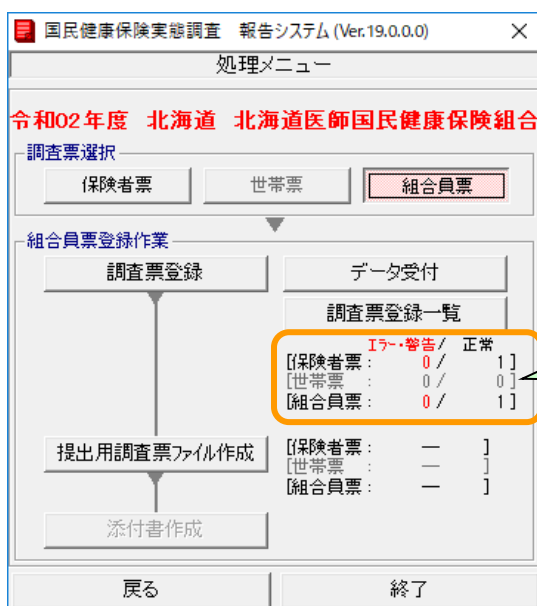 国民健康保険実態調査 報告システム(Ver.19.0.0.0)
処理メニュー
令和02年度 北海道 北海道医師国民健康保険組合
調査票選択
保険者票 世帯票 組合員票
組合員票登録作業
調査票登録 データ受付
調査票登録一覧
エラー・警告/ 正常
[保険者票: 0/ 1]
[世帯票 : 0/ 0]
[組合員票: 0/ 1]
提出用調査票ファイル作成
[保険者票: ― ]
[世帯票 : ― ]
[組合員票: ― ]
添付書作成
戻る 終了